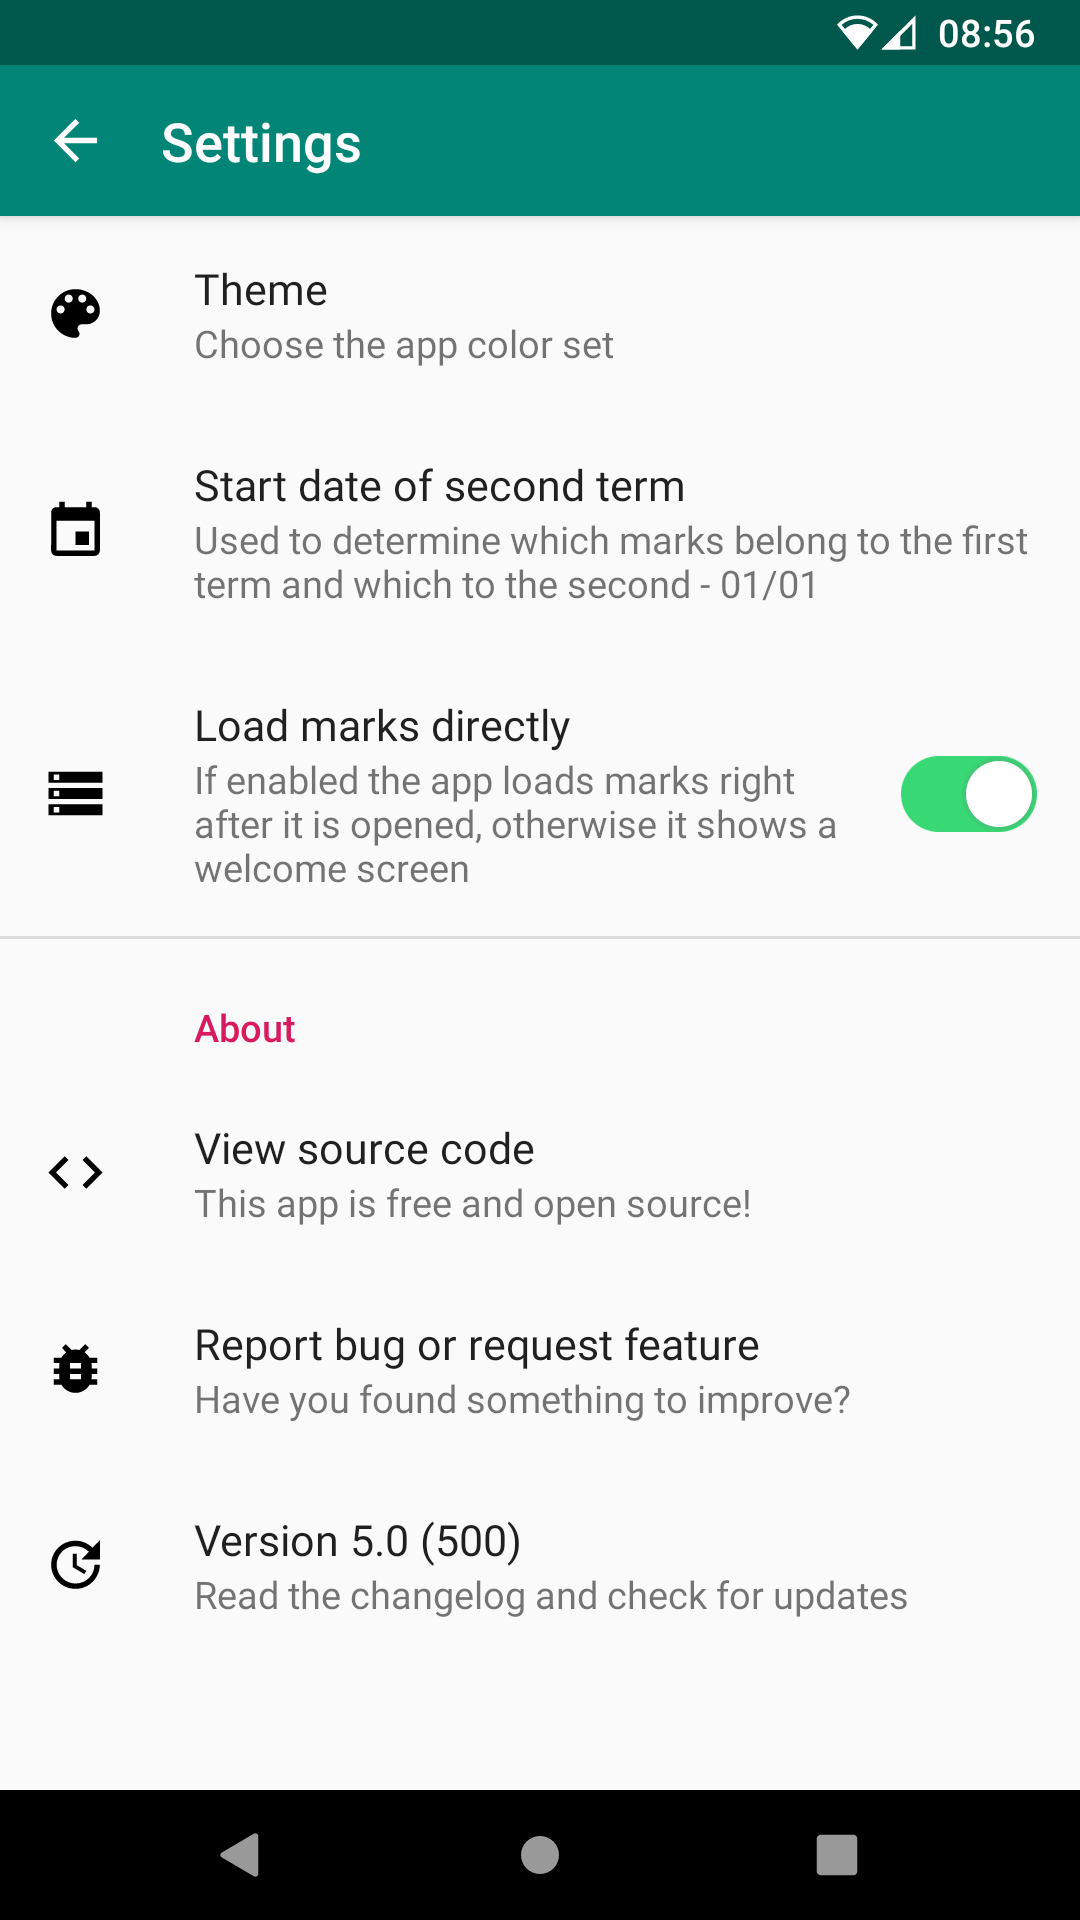 08:56
Settings
Theme
Choose the app color set
Start date of second term
Used to determine which marks belong to the first
term and which to the second - 01/01
Load marks directly
If enabled the app loads marks right
after it is opened, otherwise it shows a
welcome screen
About
View source code
This app is free and open source!
Report bug or request feature
Have you found something to improve?
Version 5.0 (500)
Read the changelog and check for updates